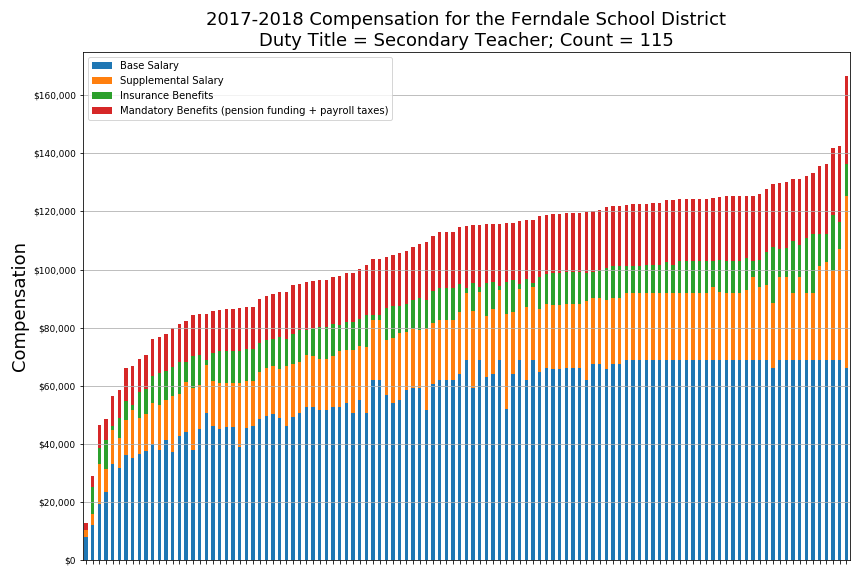 2017-2018 Compensation for the Ferndale School District
Duty Title = Secondary Teacher; Count = 115
Base Salary
Supplemental Salary
Insurance Benefits
Mandatory Benefits (pension funding + payroll taxes)
$160,000
$140,000
$120,000
$100,000
$80,000
$60,000
$40,000
$20,000
$0
Compensation